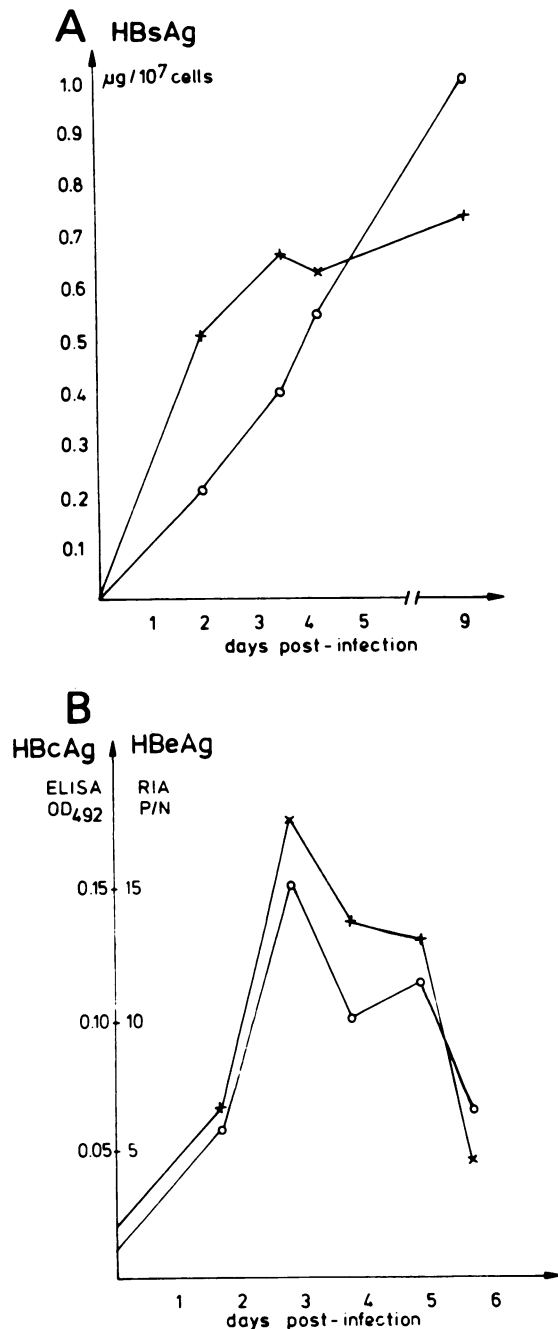 A HBsAg
µg/10⁷ cells
1.0
0.9
0.8
0.7
0.6
0.5
0.4
0.3
0.2
0.1
1 2 3 4 5 9
days post-infection
B
HBcAg HBeAg
ELISA RIA
OD492 P/N
0.15 15
0.10 10
0.05 5
1 2 3 4 5 6
days post-infection